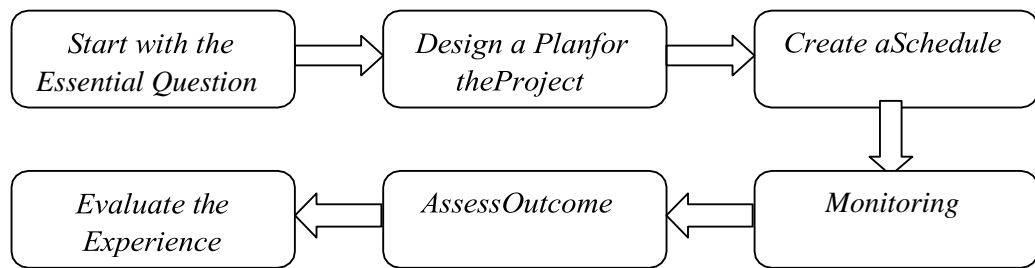 Start with the
Essential Question
Design a Planfor
theProject
Create aSchedule
Monitoring
AssessOutcome
Evaluate the
Experience